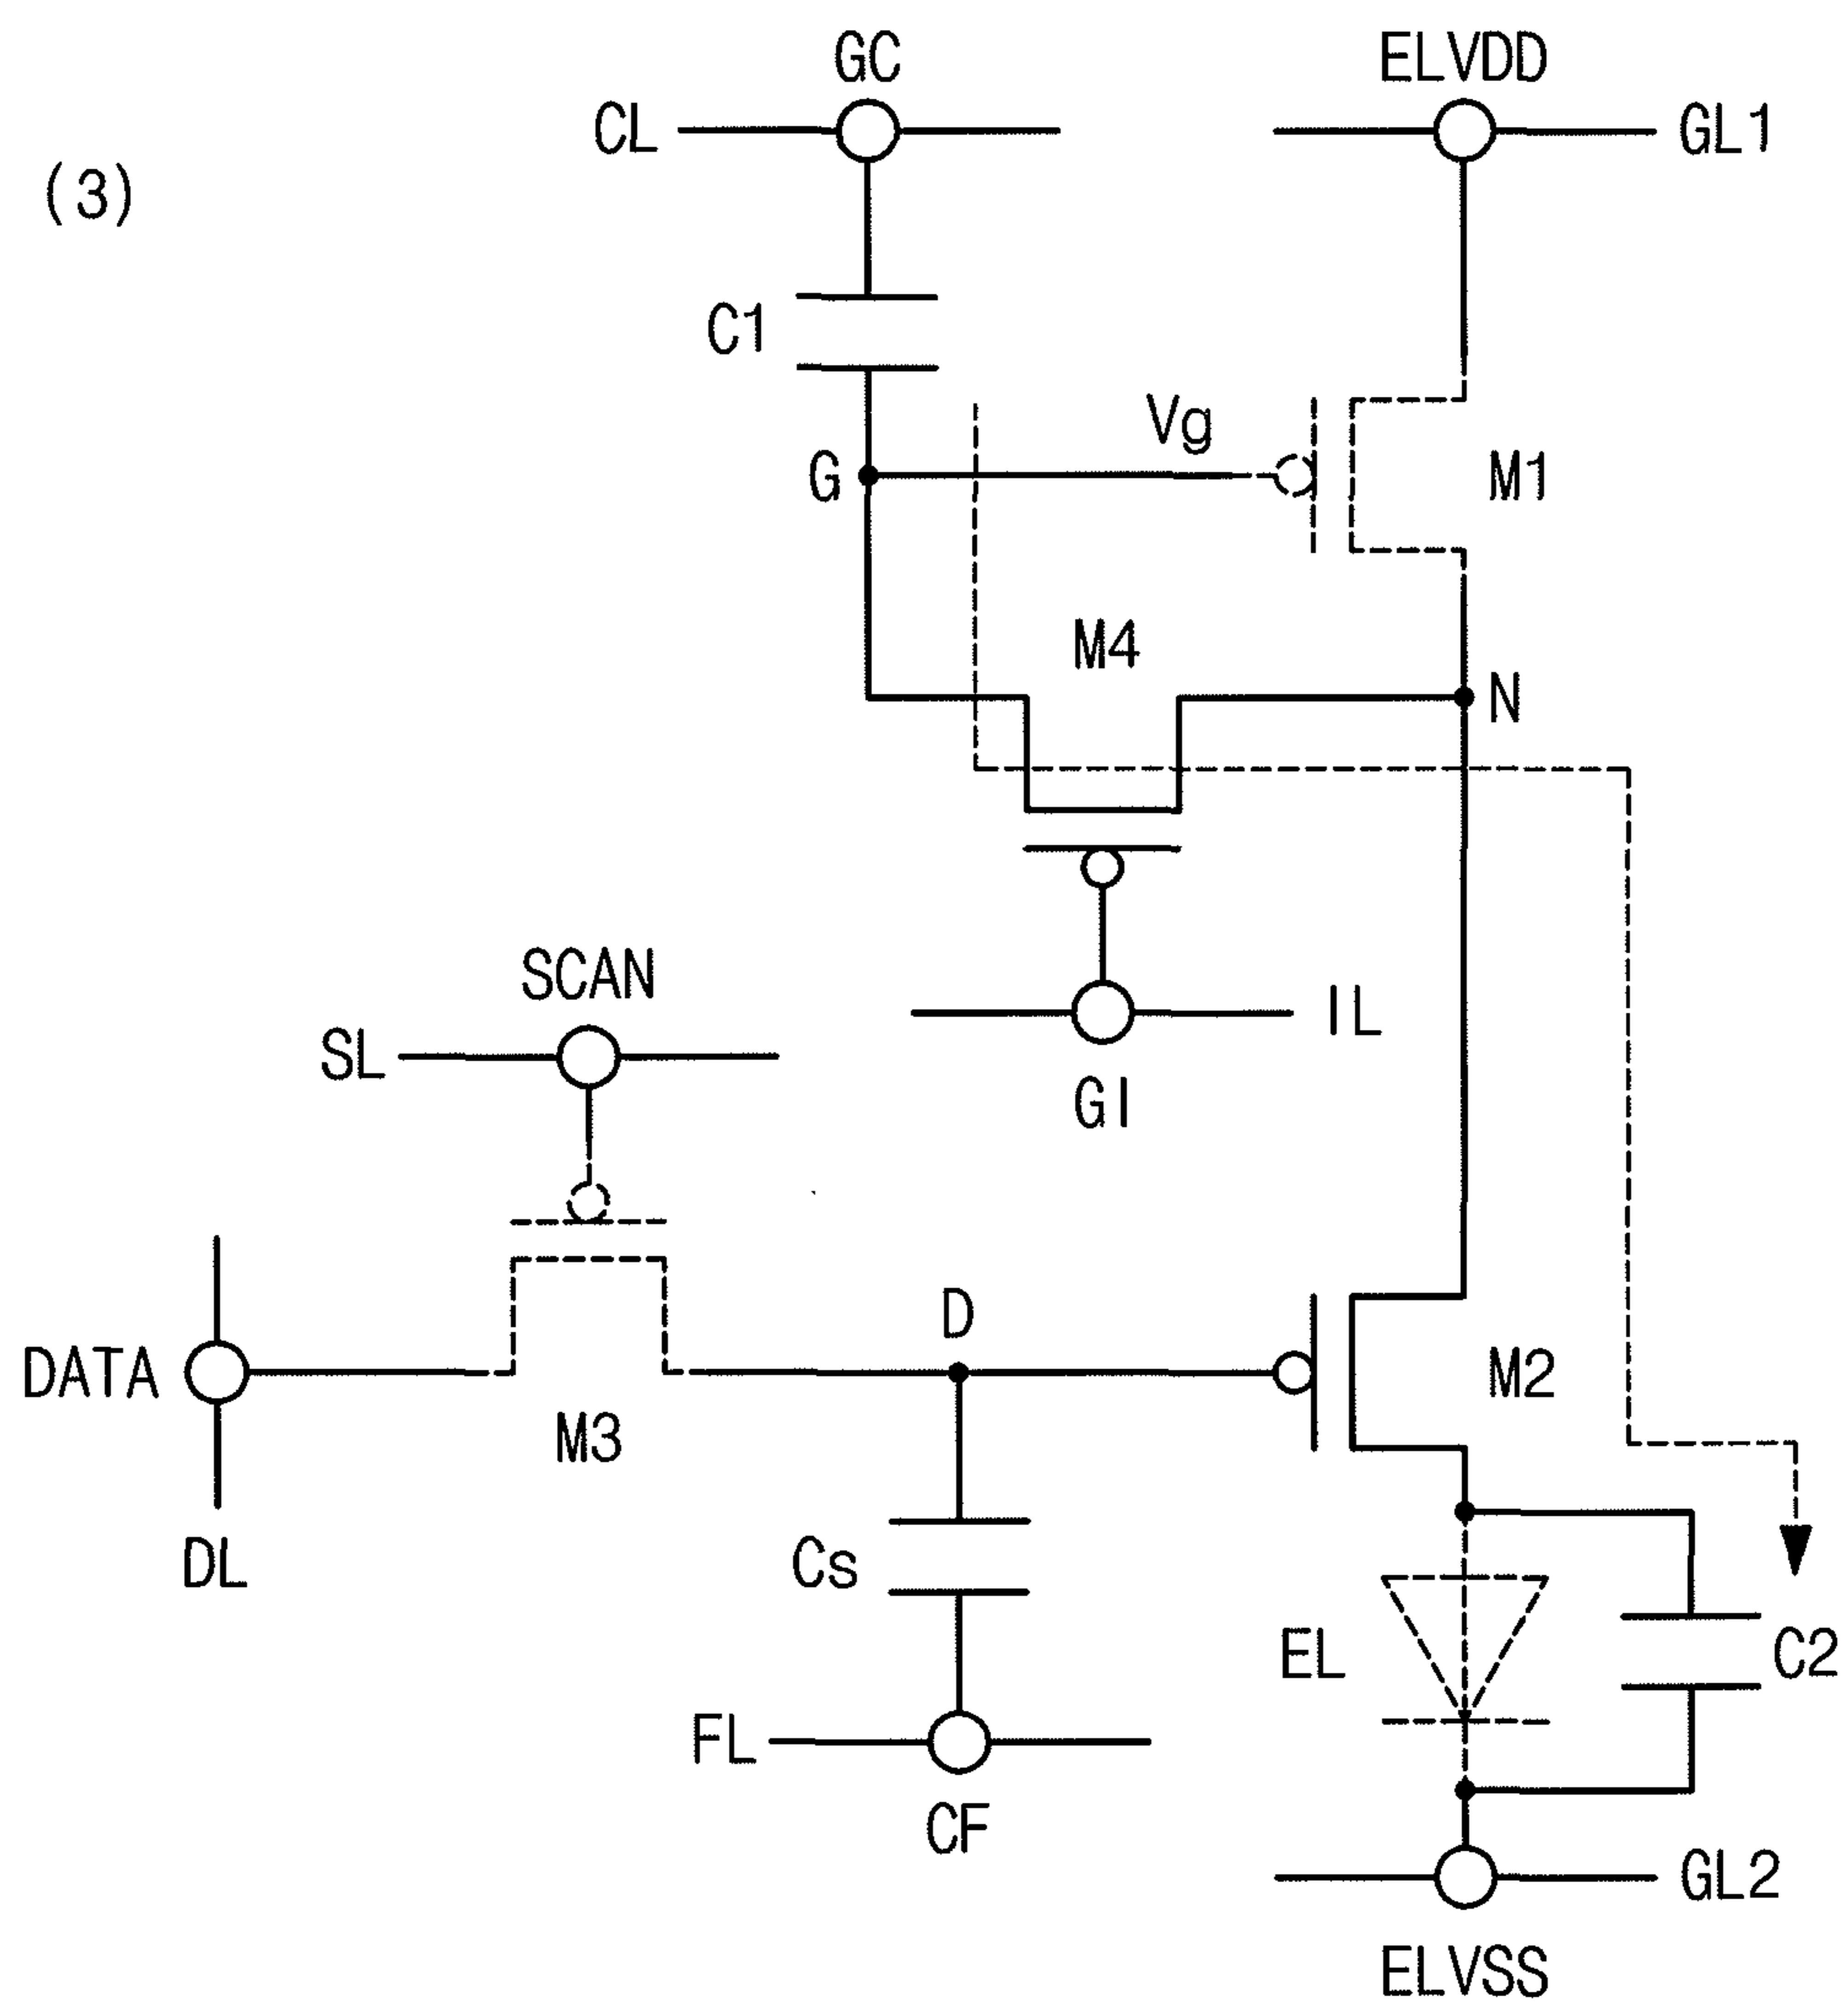 GC
ELVDD
CL
GL1
(3)
C1
Vg
G
M1
M4
N
SCAN
SL
IL
GI
D
DATA
M2
M3
DL
Cs
EL
C2
FL
CF
GL2
ELVSS